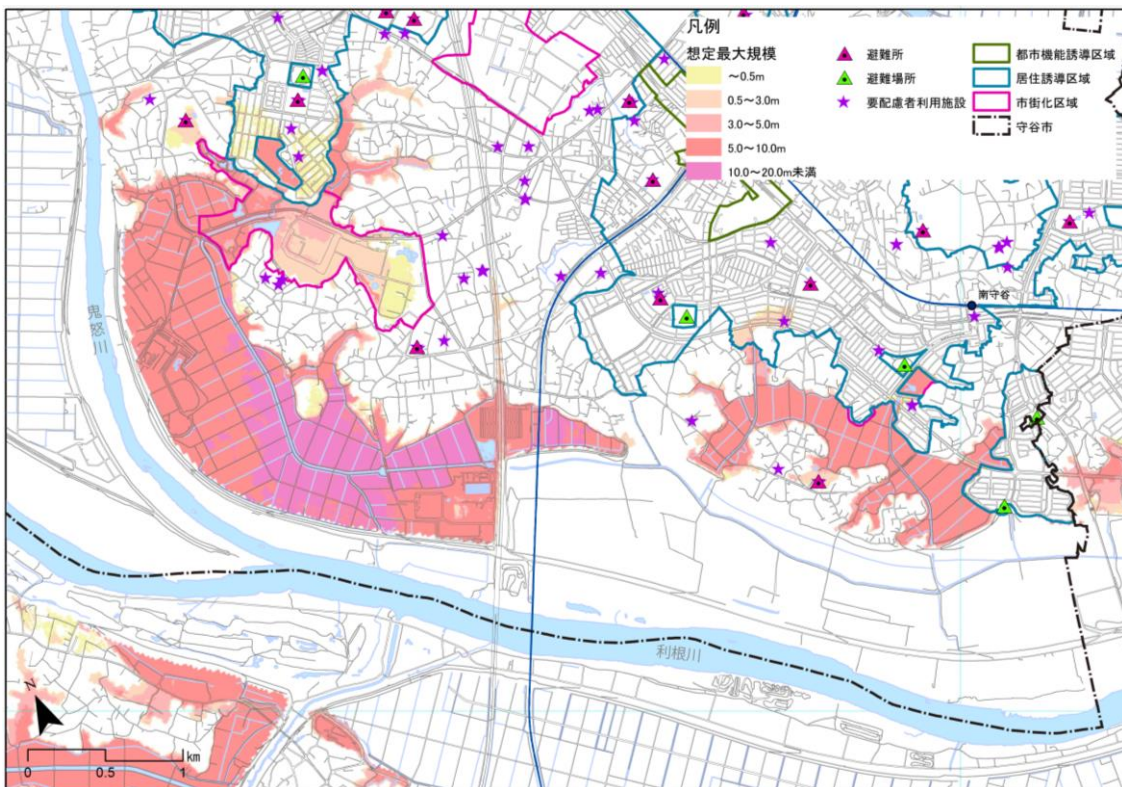 凡例
想定最大規模
～0.5m
0.5～3.0m
3.0～5.0m
5.0～10.0m
10.0～20.0m未満
避難所
避難場所
要配慮者利用施設
都市機能誘導区域
居住誘導区域
市街化区域
守谷市
南守谷
鬼怒川
利根川
N
0 0.5 1 km